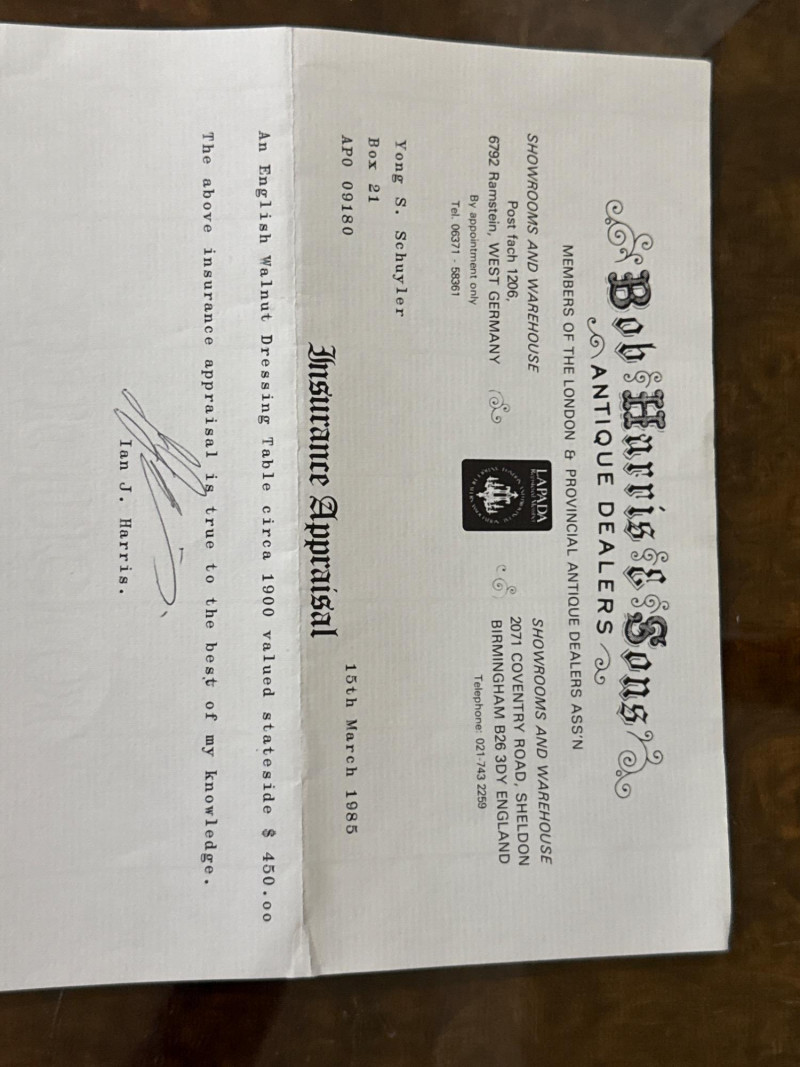 Bob Harris & Sons
ANTIQUE DEALERS
MEMBERS OF THE LONDON & PROVINCIAL ANTIQUE DEALERS ASS'N
SHOWROOMS AND WAREHOUSE
Post fach 1206,
6792 Ramstein, WEST GERMANY
By appointment only
Tel. 06371 - 58361
LAPADA
SHOWROOMS AND WAREHOUSE
2071 COVENTRY ROAD, SHELDON
BIRMINGHAM B26 3DY ENGLAND
Telephone: 021-743 2259
Yong S. Schuyler
Box 21
APO 09180
15th March 1985
Insurance Appraisal
An English Walnut Dressing Table circa 1900 valued stateside $ 450.oo
The above insurance appraisal is true to the best of my knowledge.
Ian J. Harris.